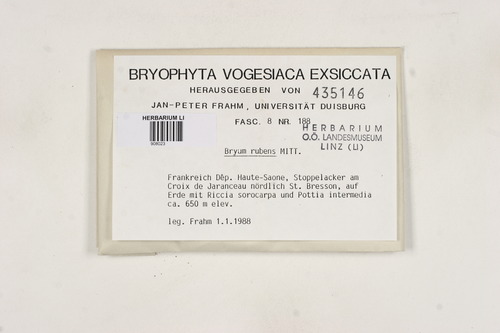 BRYOPHYTA VOGESIACA EXSICCATA
HERAUSGEGEBEN VON 435146
JAN-PETER FRAHM, UNIVERSITÄT DUISBURG
HERBARIUM LI
FASC. 8 NR. 188
HERBARIUM
O.Ö. LANDESMUSEUM
LINZ (LI)
908023
Bryum rubens MITT.
Frankreich Dêp. Haute-Saone, Stoppelacker am
Croix de Jaranceau nördlich St. Bresson, auf
Erde mit Riccia sorocarpa und Pottia intermedia
ca. 650 m elev.
leg. Frahm 1.1.1988